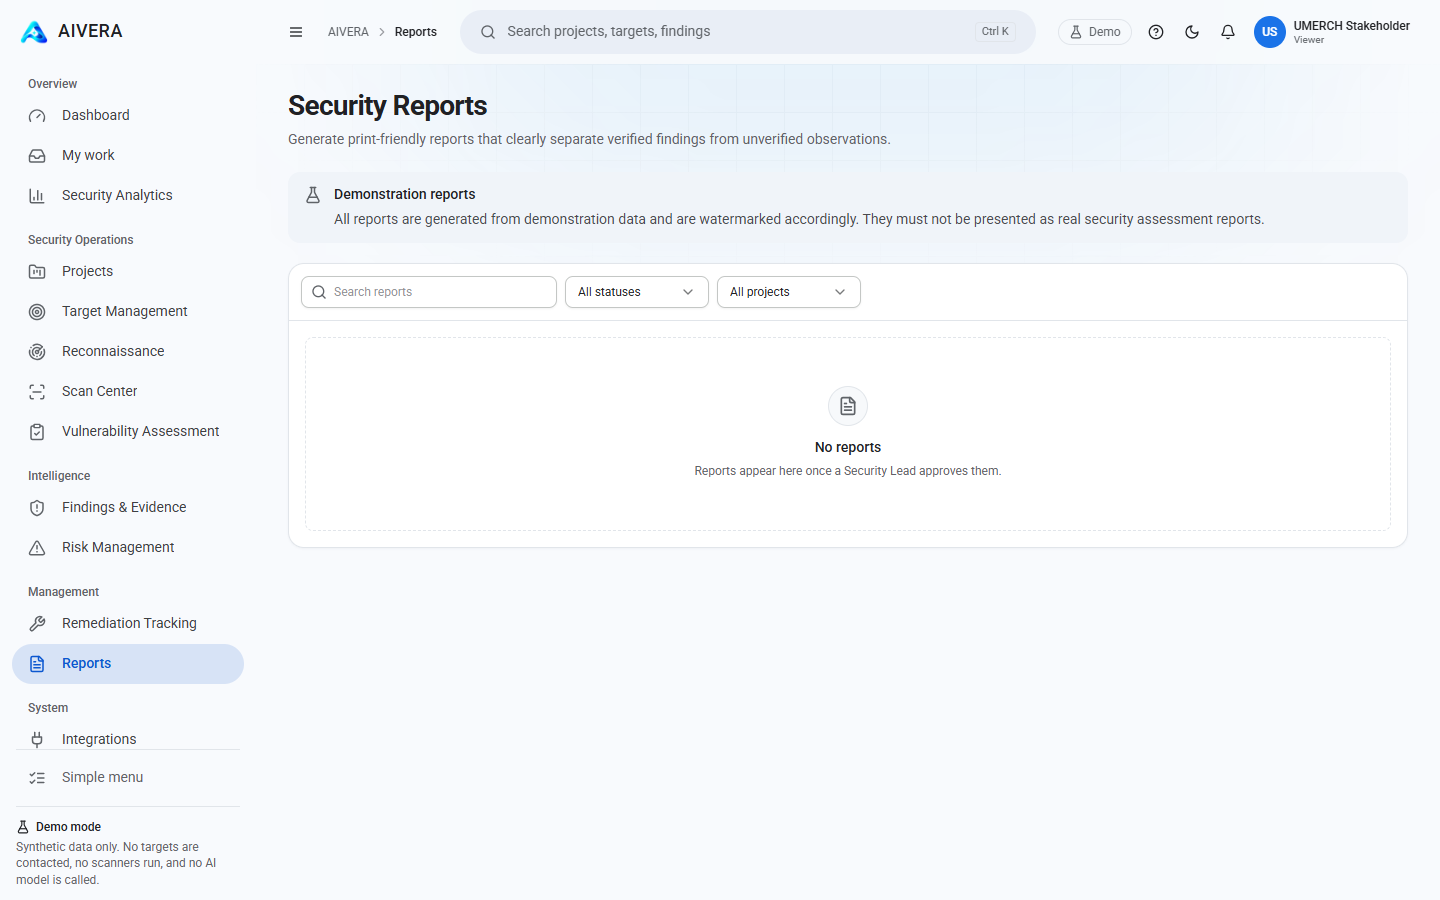 AIVERA
AIVERA > Reports
Search projects, targets, findings
Ctrl K
Demo
US
UMERCH Stakeholder
Viewer
Overview
Dashboard
My work
Security Analytics
Security Operations
Projects
Target Management
Reconnaissance
Scan Center
Vulnerability Assessment
Intelligence
Findings & Evidence
Risk Management
Management
Remediation Tracking
Reports
System
Integrations
Simple menu
Demo mode
Synthetic data only. No targets are
contacted, no scanners run, and no AI
model is called.
Security Reports
Generate print-friendly reports that clearly separate verified findings from unverified observations.
Demonstration reports
All reports are generated from demonstration data and are watermarked accordingly. They must not be presented as real security assessment reports.
Search reports
All statuses
All projects
No reports
Reports appear here once a Security Lead approves them.